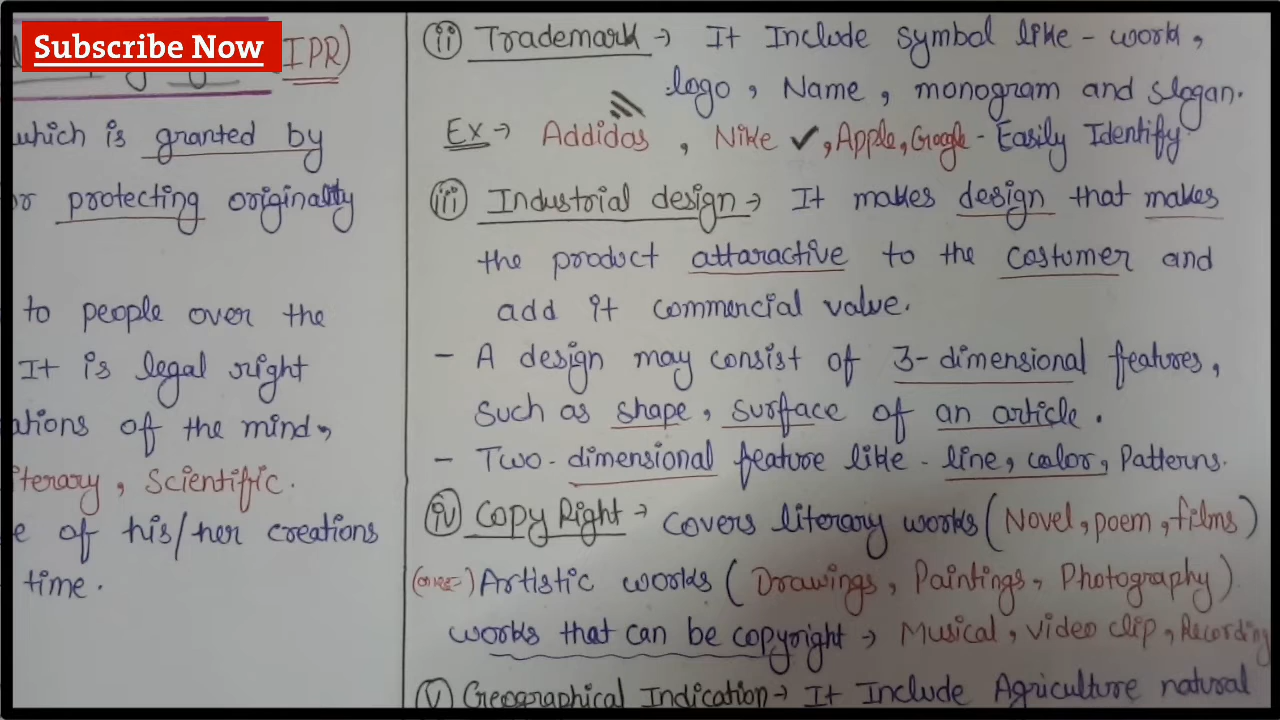 Subscribe Now
(IPR)
which is granted by
or protecting originality
to people over the
It is legal right
ations of the mind,
iterary, Scientific.
e of his/her creations
time.
(ii) Trademark → It Include symbol like - work,
logo, Name, monogram and slogan.
Ex → Addidas, Nike ✔, Apple, Google - Easily Identify
(iii) Industrial design → It makes design that makes
the product attaractive to the costumer and
add it commercial value.
- A design may consist of 3-dimensional features,
such as shape, surface of an article.
- Two-dimensional feature like - line, color, Patterns.
(iv) Copy Right → Covers literary works (Novel, poem, films)
Artistic works (Drawings, Paintings, Photography)
works that can be copyright → Musical, video clip, Recording
(v) Geographical Indication → It Include Agriculture natural